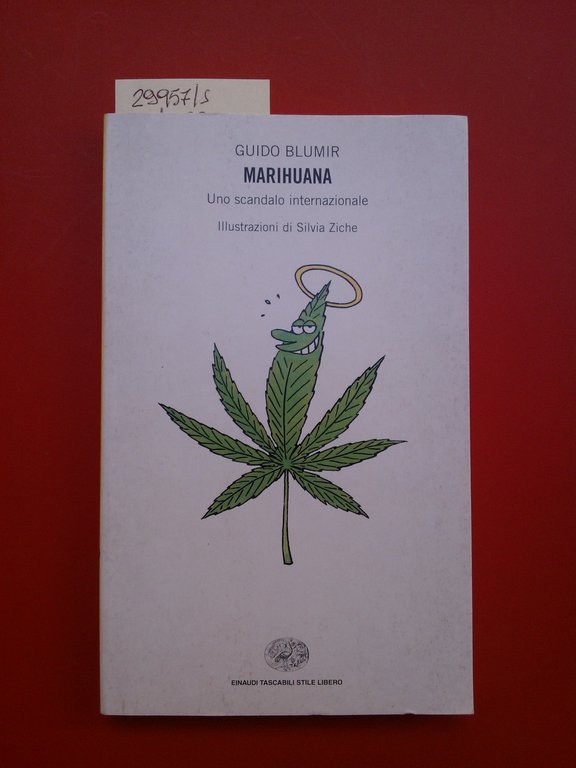 29957/s
GUIDO BLUMIR
MARIHUANA
Uno scandalo internazionale
Illustrazioni di Silvia Ziche
EINAUDI TASCABILI STILE LIBERO